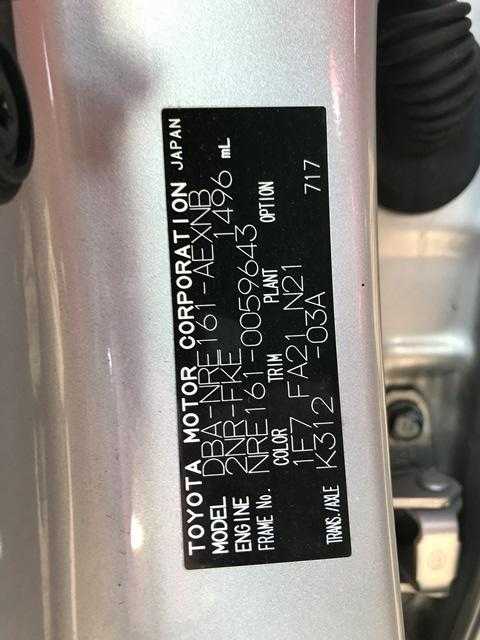 TOYOTA MOTOR CORPORATION JAPAN
MODEL DBA-NRE161-AEXNB
ENGINE 2NR-FKE 1496 mL
FRAME No. NRE161-0059643
COLOR TRIM PLANT OPTION
1F7 FA21 N21 717
TRANS./AXLE K312 -03A